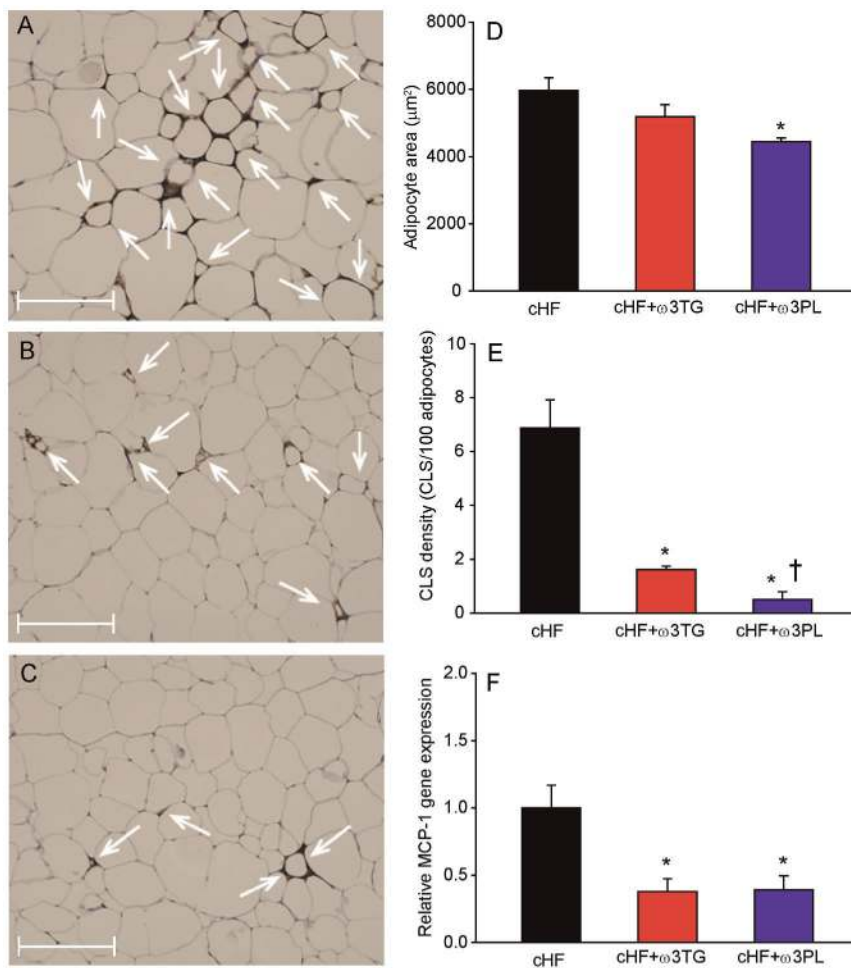 A
B
C
D
Adipocyte area (μm²)
8000
6000
4000
2000
0
*
cHF
cHF+ω3TG
cHF+ω3PL
E
CLS density (CLS/100 adipocytes)
10
8
6
4
2
0
*
* †
cHF
cHF+ω3TG
cHF+ω3PL
F
Relative MCP-1 gene expression
2.0
1.5
1.0
0.5
0.0
*
*
cHF
cHF+ω3TG
cHF+ω3PL